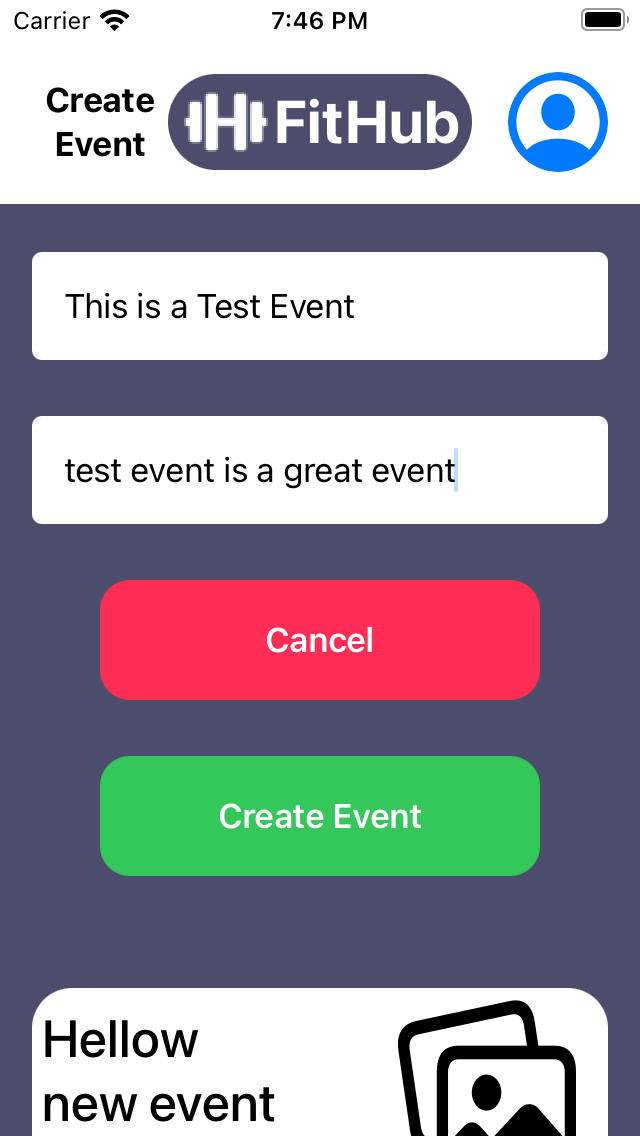 Carrier 7:46 PM
Create
Event
FitHub
This is a Test Event
test event is a great event
Cancel
Create Event
Hellow
new event